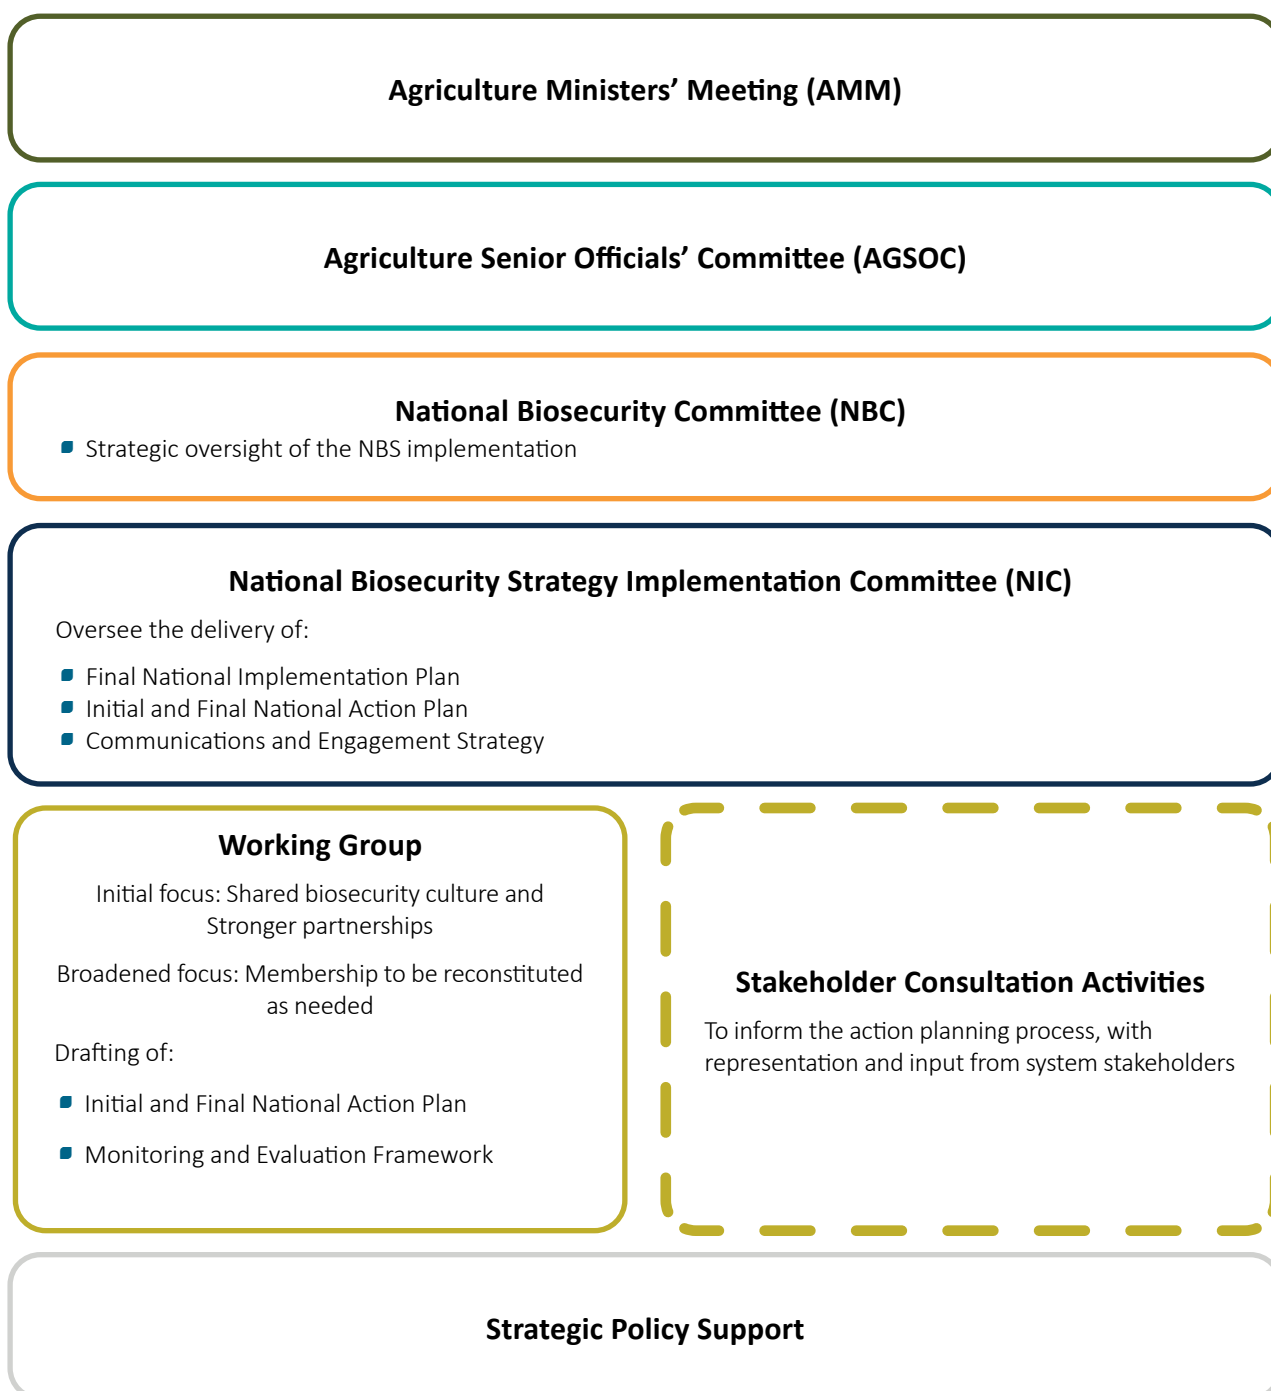 Agriculture Ministers’ Meeting (AMM)
Agriculture Senior Officials’ Committee (AGSOC)
National Biosecurity Committee (NBC)
Strategic oversight of the NBS implementation
National Biosecurity Strategy Implementation Committee (NIC)
Oversee the delivery of:
Final National Implementation Plan
Initial and Final National Action Plan
Communications and Engagement Strategy
Working Group
Initial focus: Shared biosecurity culture and
Stronger partnerships
Broadened focus: Membership to be reconstituted
as needed
Drafting of:
Initial and Final National Action Plan
Monitoring and Evaluation Framework
Stakeholder Consultation Activities
To inform the action planning process, with
representation and input from system stakeholders
Strategic Policy Support